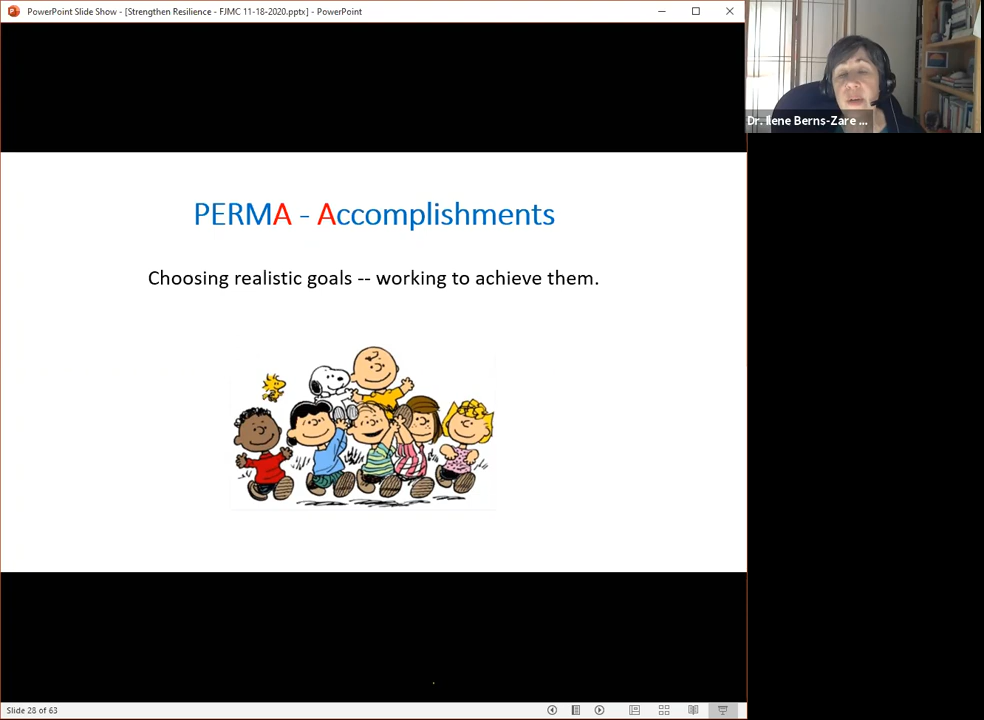 PowerPoint Slide Show - [Strengthen Resilience - FJMC 11-18-2020.pptx] - PowerPoint
Dr. Ilene Berns-Zare ...
PERMA - Accomplishments
Choosing realistic goals -- working to achieve them.
Slide 28 of 63